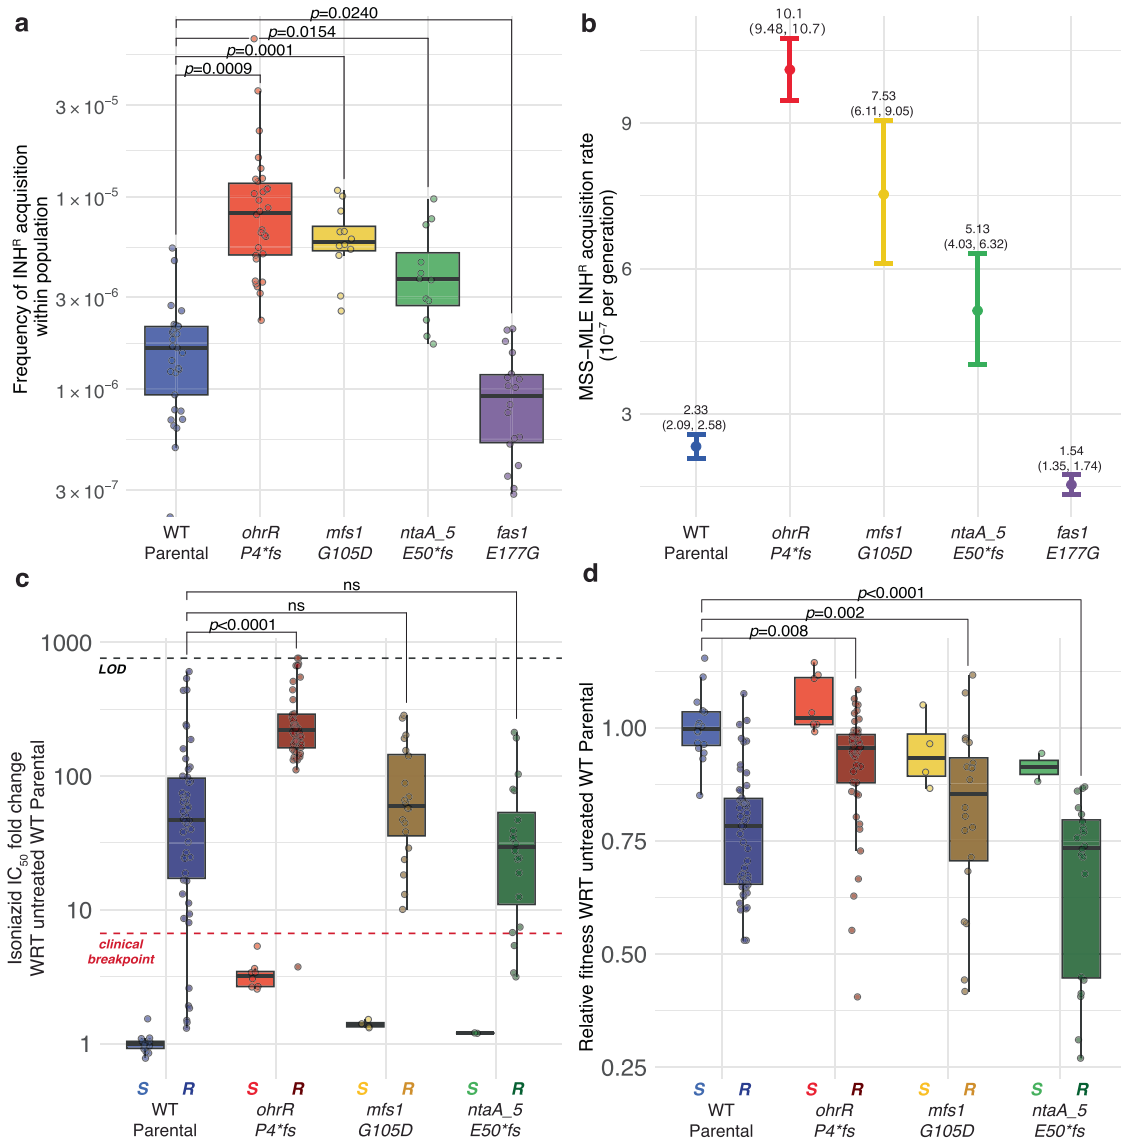 a
p=0.0240
p=0.0154
p=0.0001
p=0.0009
3 × 10⁻⁵
1 × 10⁻⁵
3 × 10⁻⁶
1 × 10⁻⁶
3 × 10⁻⁷
Frequency of INHᴿ acquisition
within population
WT
Parental
ohrR
P4*fs
mfs1
G105D
ntaA_5
E50*fs
fas1
E177G
b
10.1
(9.48, 10.7)
7.53
(6.11, 9.05)
5.13
(4.03, 6.32)
2.33
(2.09, 2.58)
1.54
(1.35, 1.74)
9
6
3
MSS−MLE INHᴿ acquisition rate
(10⁻⁷ per generation)
WT
Parental
ohrR
P4*fs
mfs1
G105D
ntaA_5
E50*fs
fas1
E177G
c
ns
ns
p<0.0001
1000
100
10
1
LOD
clinical
breakpoint
Isoniazid IC₅₀ fold change
WRT untreated WT Parental
S R S R S R S R
WT
Parental
ohrR
P4*fs
mfs1
G105D
ntaA_5
E50*fs
d
p<0.0001
p=0.002
p=0.008
1.00
0.75
0.50
0.25
Relative fitness WRT untreated WT Parental
S R S R S R S R
WT
Parental
ohrR
P4*fs
mfs1
G105D
ntaA_5
E50*fs